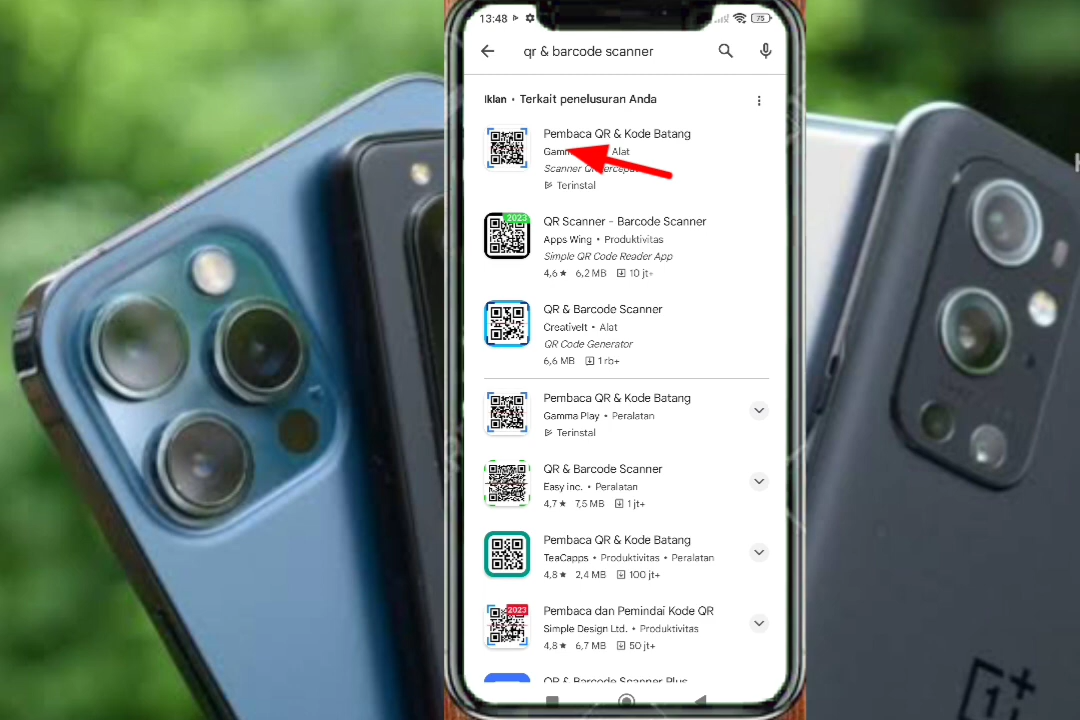 13:48
75
qr & barcode scanner
Iklan • Terkait penelusuran Anda
Pembaca QR & Kode Batang
Alat
Scanner
Terinstal
2023
QR Scanner - Barcode Scanner
Apps Wing • Produktivitas
Simple QR Code Reader App
4,6★ 6,2 MB 10 jt+
QR & Barcode Scanner
CreativeIt • Alat
QR Code Generator
6,6 MB 1 rb+
Pembaca QR & Kode Batang
Gamma Play • Peralatan
Terinstal
QR & Barcode Scanner
Easy inc. • Peralatan
4,7★ 7,5 MB 1 jt+
Pembaca QR & Kode Batang
TeaCapps • Produktivitas • Peralatan
4,8★ 2,4 MB 100 jt+
2023
Pembaca dan Pemindai Kode QR
Simple Design Ltd. • Produktivitas
4,8★ 6,7 MB 50 jt+
QR & Barcode Scanner Plus
1+